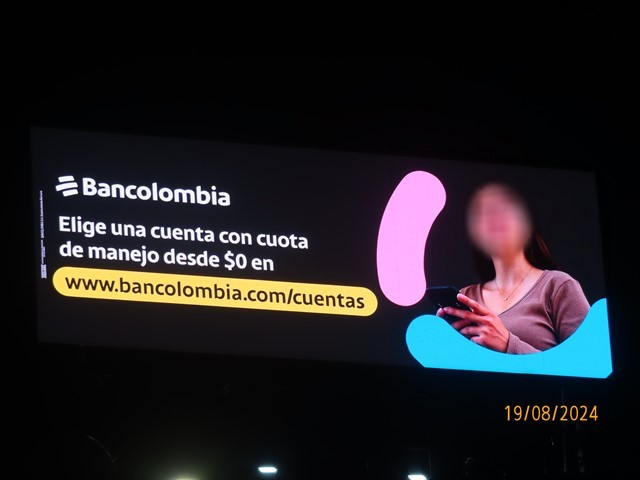 Bancolombia
Elige una cuenta con cuota
de manejo desde $0 en
www.bancolombia.com/cuentas
19/08/2024